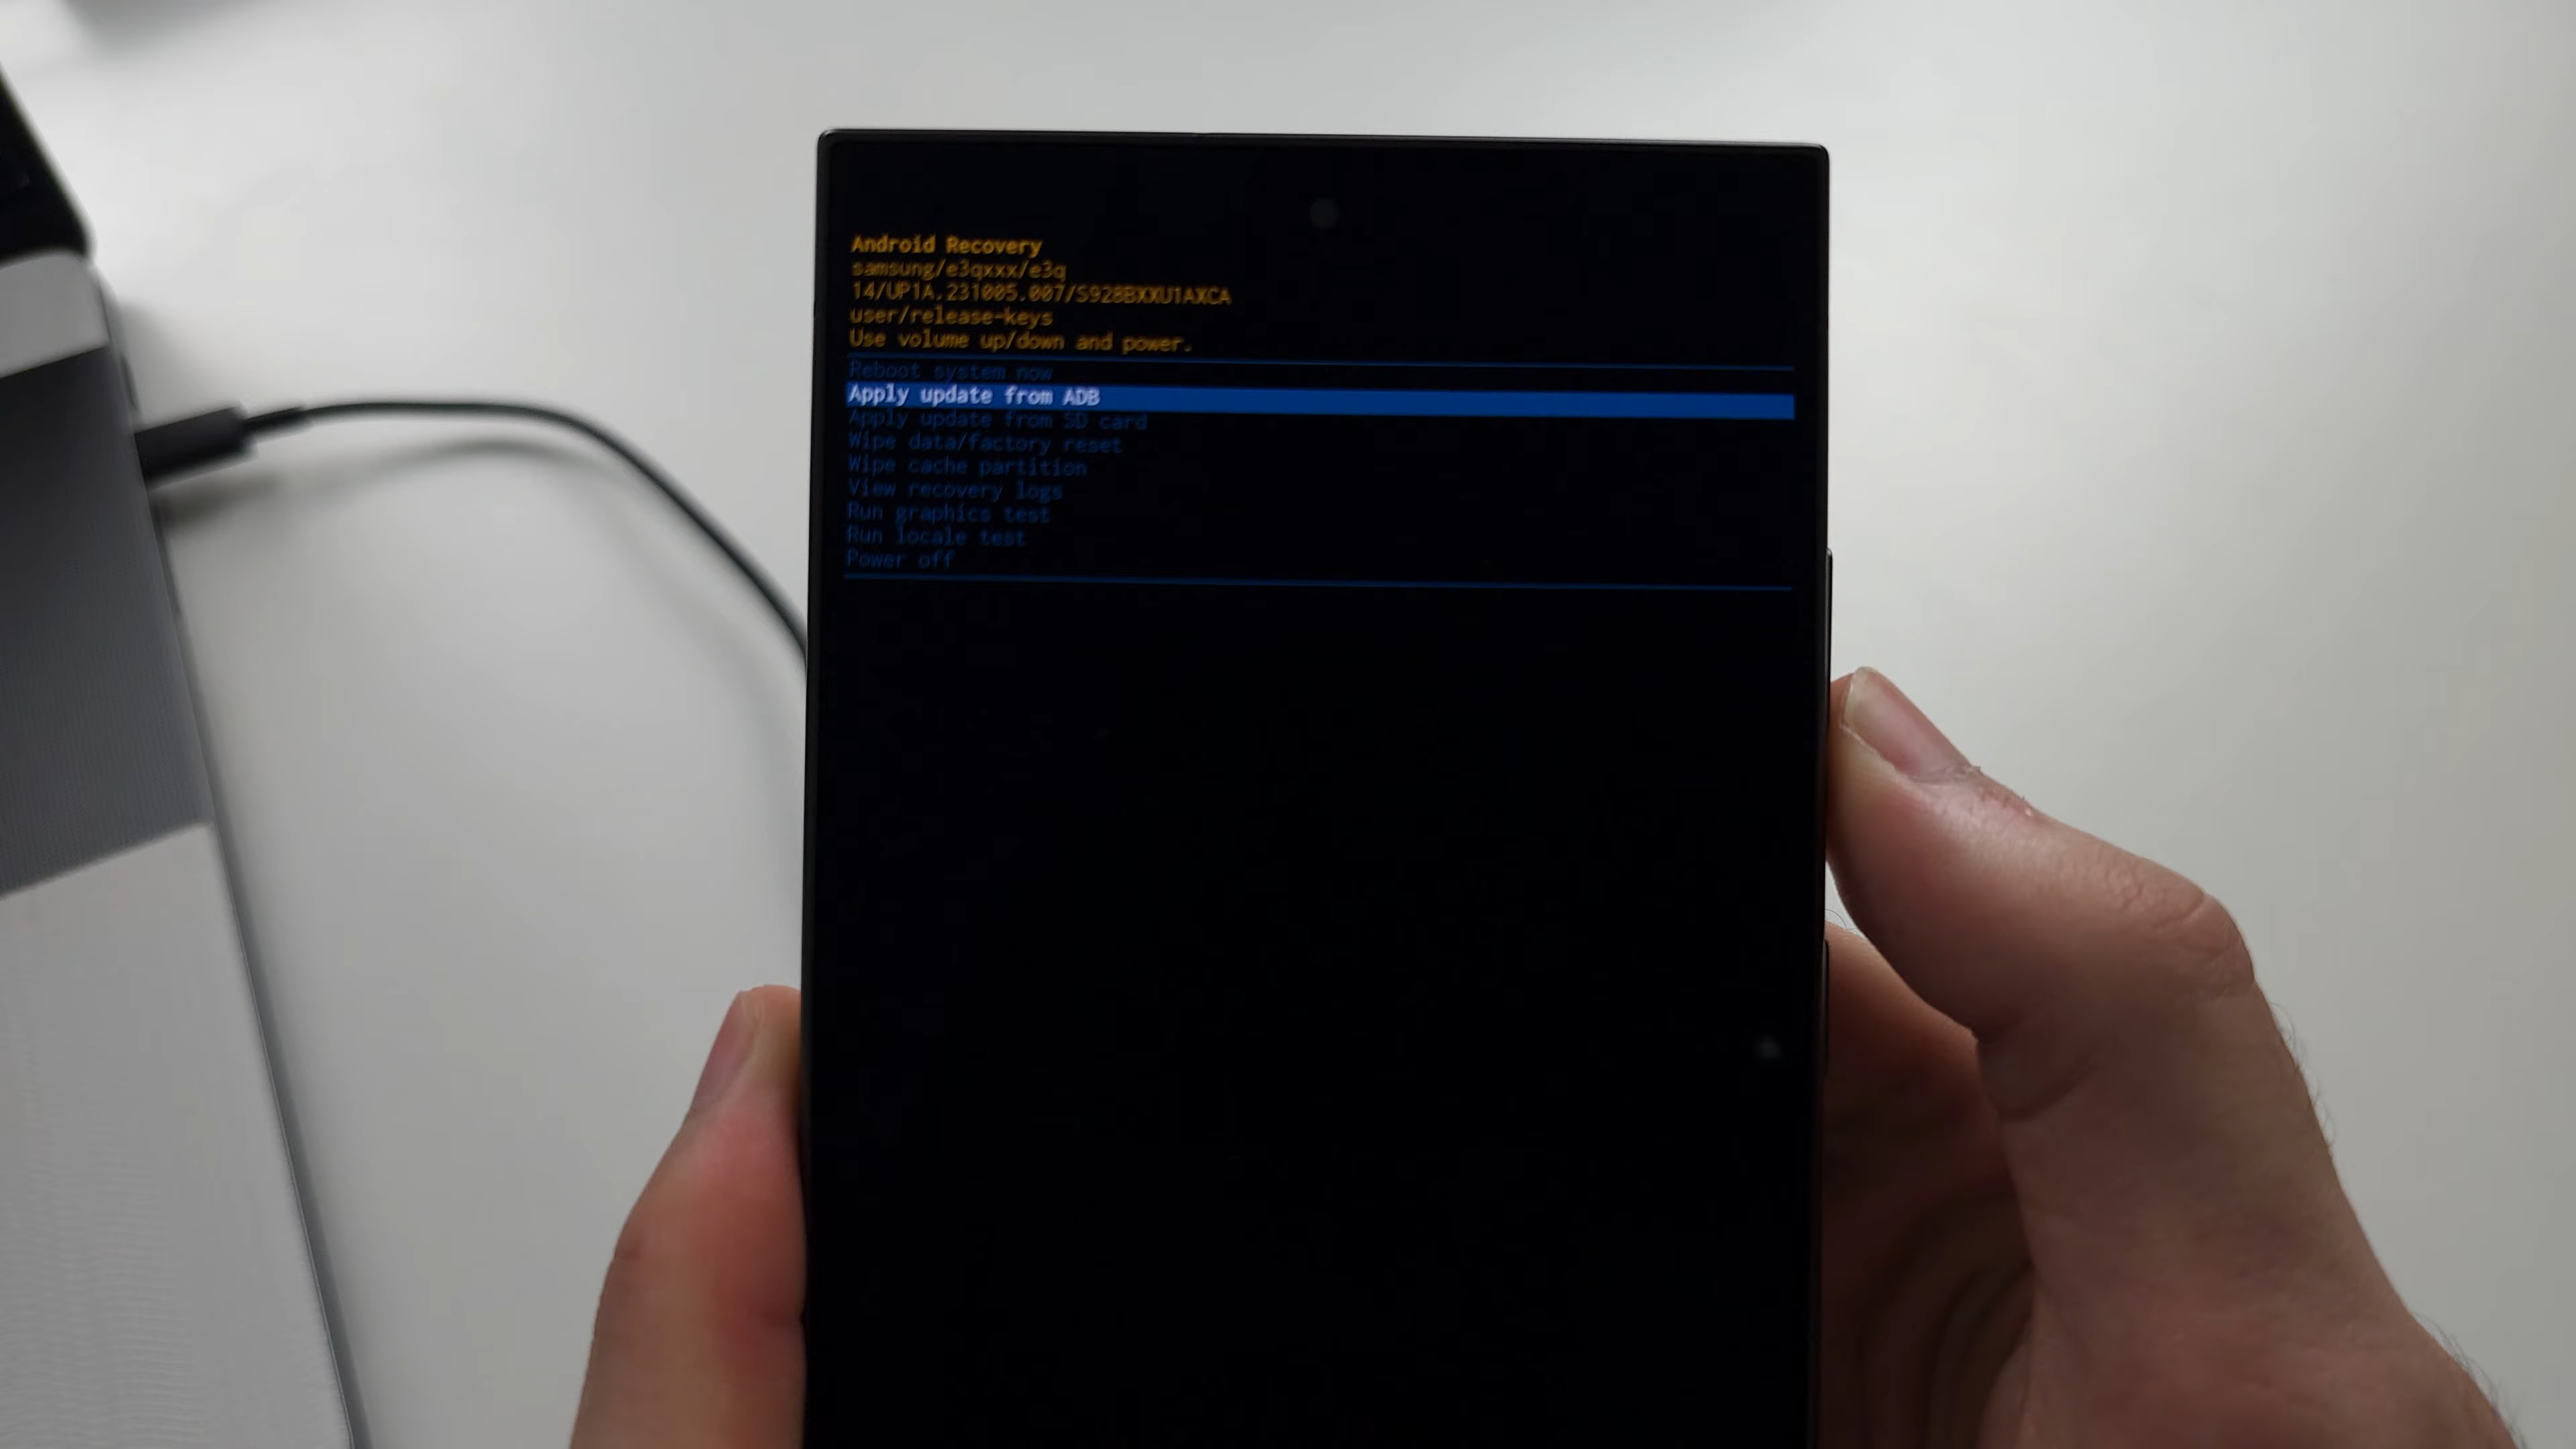 Android Recovery
samsung/e3qxxx/e3q
14/UP1A.231005.007/S928BXXU1AXCA
user/release-keys
Use volume up/down and power.
Reboot system now
Apply update from ADB
Apply update from SD card
Wipe data/factory reset
Wipe cache partition
View recovery logs
Run graphics test
Run locale test
Power off